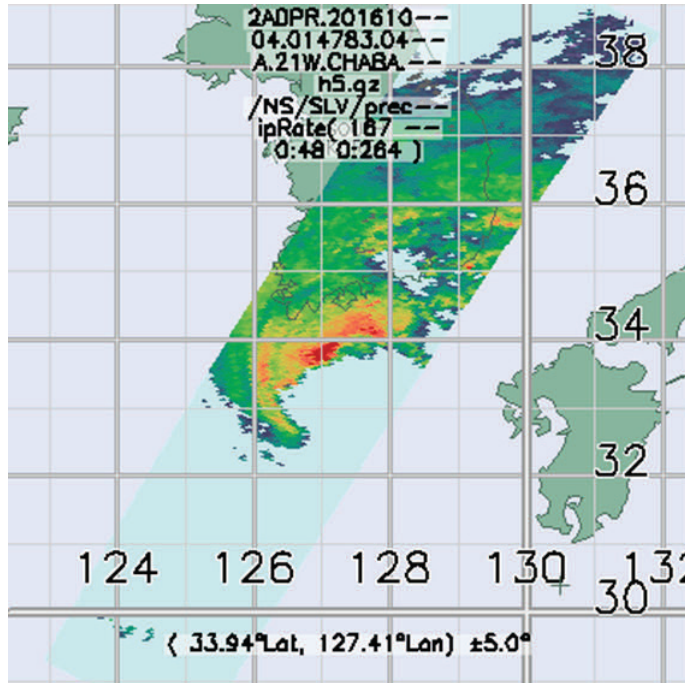 2ADPR.201610--
04.014783.04--
A.21W.CHABA.--
h5.gz
/NS/SLV/prec--
ipRate( 167 --
0:48 0:264 )
38
36
34
32
124 126 128 130 132
30
( 33.94°Lat, 127.41°Lon) ±5.0°